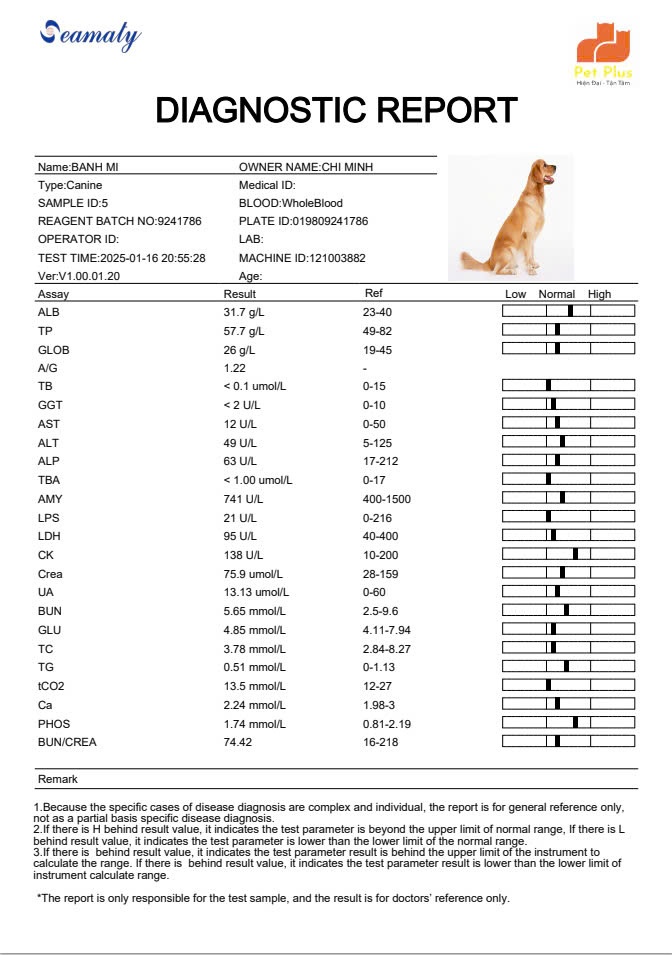 Seamaty
Pet Plus
Hiện Đại - Tận Tâm
DIAGNOSTIC REPORT
Name:BANH MI OWNER NAME:CHI MINH
Type:Canine Medical ID:
SAMPLE ID:5 BLOOD:WholeBlood
REAGENT BATCH NO:9241786 PLATE ID:019809241786
OPERATOR ID: LAB:
TEST TIME:2025-01-16 20:55:28 MACHINE ID:121003882
Ver:V1.00.01.20 Age:
Assay Result Ref Low Normal High
ALB 31.7 g/L 23-40
TP 57.7 g/L 49-82
GLOB 26 g/L 19-45
A/G 1.22 -
TB < 0.1 umol/L 0-15
GGT < 2 U/L 0-10
AST 12 U/L 0-50
ALT 49 U/L 5-125
ALP 63 U/L 17-212
TBA < 1.00 umol/L 0-17
AMY 741 U/L 400-1500
LPS 21 U/L 0-216
LDH 95 U/L 40-400
CK 138 U/L 10-200
Crea 75.9 umol/L 28-159
UA 13.13 umol/L 0-60
BUN 5.65 mmol/L 2.5-9.6
GLU 4.85 mmol/L 4.11-7.94
TC 3.78 mmol/L 2.84-8.27
TG 0.51 mmol/L 0-1.13
tCO2 13.5 mmol/L 12-27
Ca 2.24 mmol/L 1.98-3
PHOS 1.74 mmol/L 0.81-2.19
BUN/CREA 74.42 16-218
Remark
1.Because the specific cases of disease diagnosis are complex and individual, the report is for general reference only,
not as a partial basis specific disease diagnosis.
2.If there is H behind result value, it indicates the test parameter is beyond the upper limit of normal range, If there is L
behind result value, it indicates the test parameter is lower than the lower limit of the normal range.
3.If there is  behind result value, it indicates the test parameter result is behind the upper limit of the instrument to
calculate the range. If there is  behind result value, it indicates the test parameter result is lower than the lower limit of
instrument calculate range.
*The report is only responsible for the test sample, and the result is for doctors' reference only.